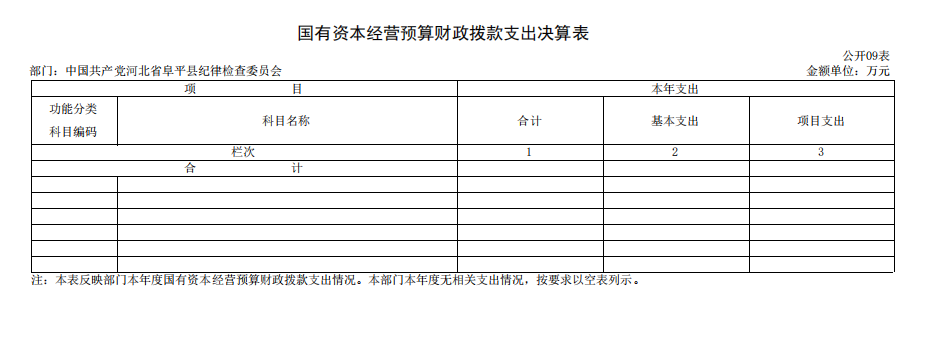 国有资本经营预算财政拨款支出决算表
公开09表
部门：中国共产党河北省阜平县纪律检查委员会 金额单位：万元
项 目 本年支出
功能分类科目编码 科目名称 合计 基本支出 项目支出
栏次 1 2 3
合 计
注：本表反映部门本年度国有资本经营预算财政拨款支出情况。本部门本年度无相关支出情况，按要求以空表列示。